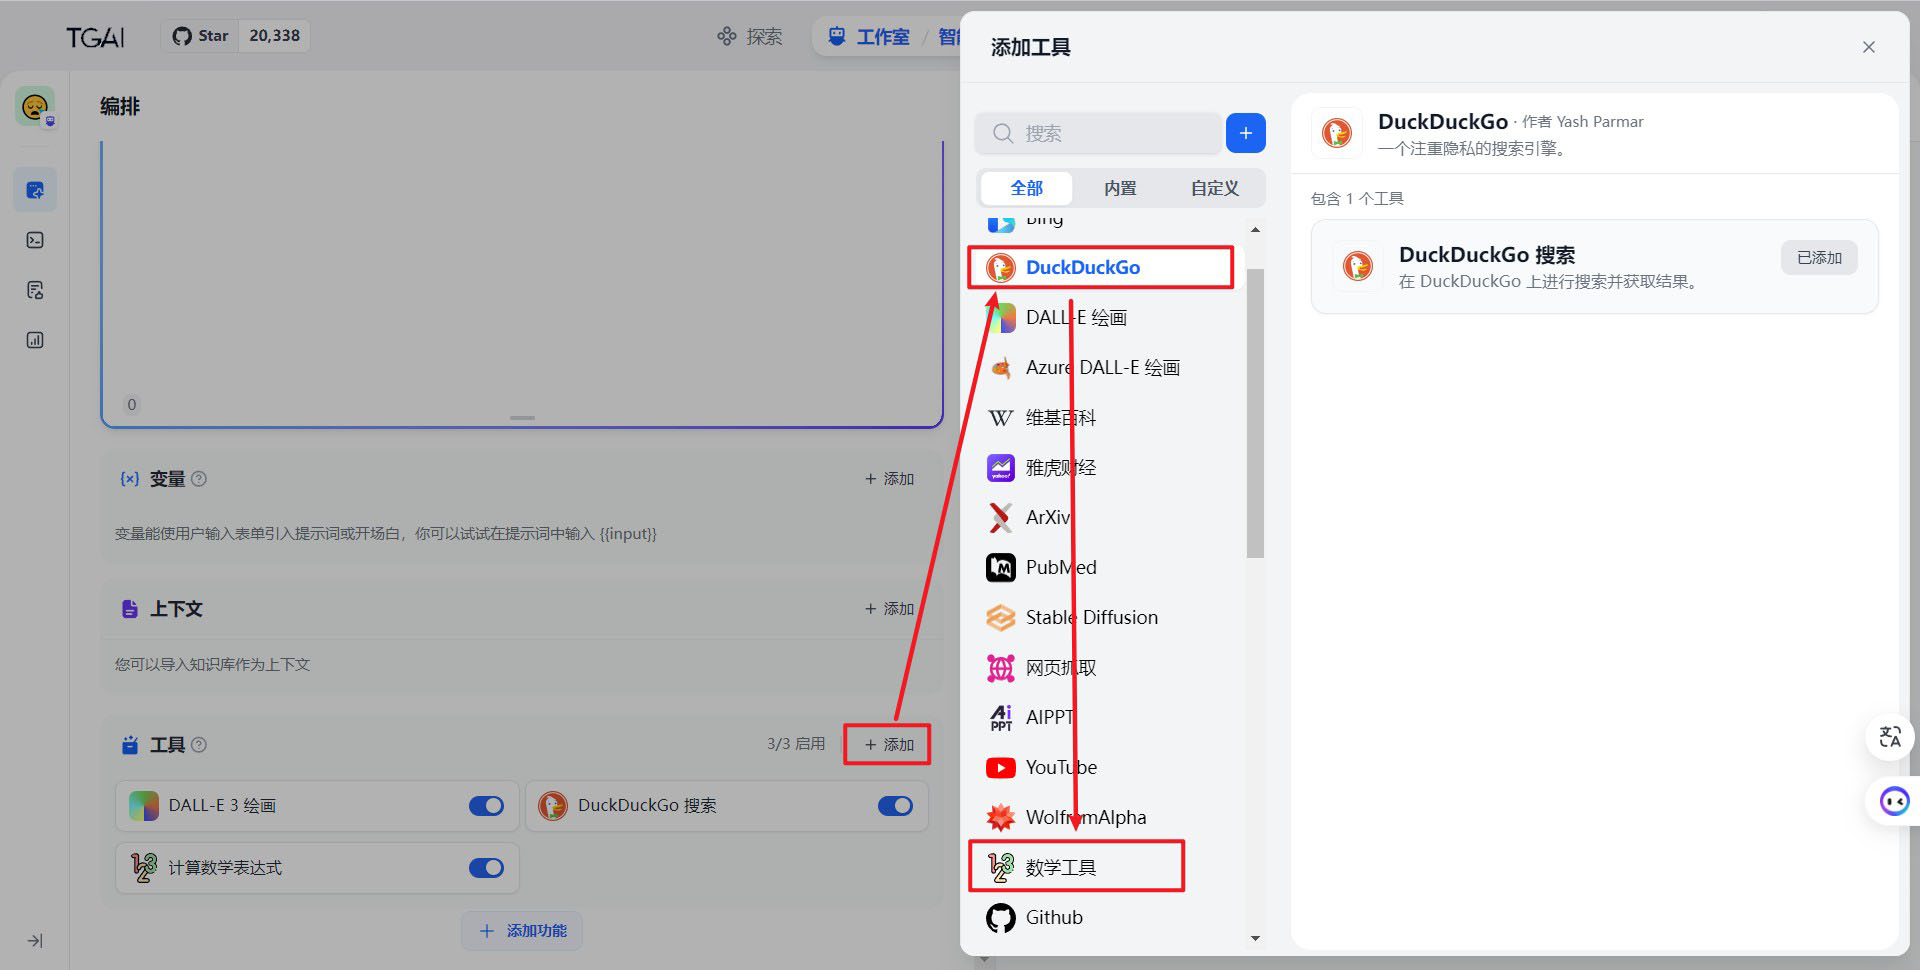 TGAI
Star 20,338
探索
工作室 / 智
编排
0
变量
+ 添加
变量能使用户输入表单引入提示词或开场白，你可以试试在提示词中输入 {{input}}
上下文
+ 添加
您可以导入知识库作为上下文
工具
3/3 启用
+ 添加
DALL-E 3 绘画
DuckDuckGo 搜索
计算数学表达式
+ 添加功能
添加工具
搜索
全部
内置
自定义
Bing
DuckDuckGo
DALL-E 绘画
Azure DALL-E 绘画
维基百科
雅虎财经
ArXiv
PubMed
Stable Diffusion
网页抓取
AIPPT
YouTube
WolframAlpha
数学工具
Github
DuckDuckGo · 作者 Yash Parmar
一个注重隐私的搜索引擎。
包含 1 个工具
DuckDuckGo 搜索
已添加
在 DuckDuckGo 上进行搜索并获取结果。